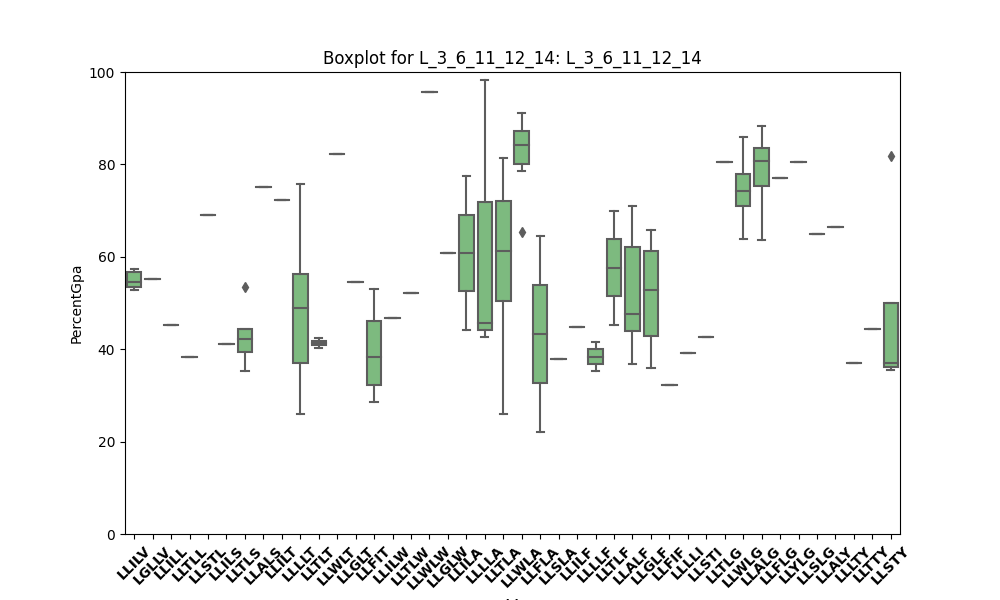 Boxplot for L_3_6_11_12_14: L_3_6_11_12_14
PercentGpa
100
80
60
40
20
0
LLILV
LGLLV
LLILL
LLTLL
LLSTL
LLILS
LLTLS
LLALS
LLILT
LLLLT
LLTLT
LLWLT
LLGLT
LLFIT
LLILW
LLTLW
LLWLW
LLGLW
LLILA
LLLLA
LLTLA
LLWLA
LLFLA
LLSLA
LLILF
LLLLF
LLTLF
LLALF
LLGLF
LLFIF
LLLLI
LLSTI
LLTLG
LLWLG
LLALG
LLFLG
LLYLG
LLSLG
LLALY
LLLTY
LLTTY
LLSTY